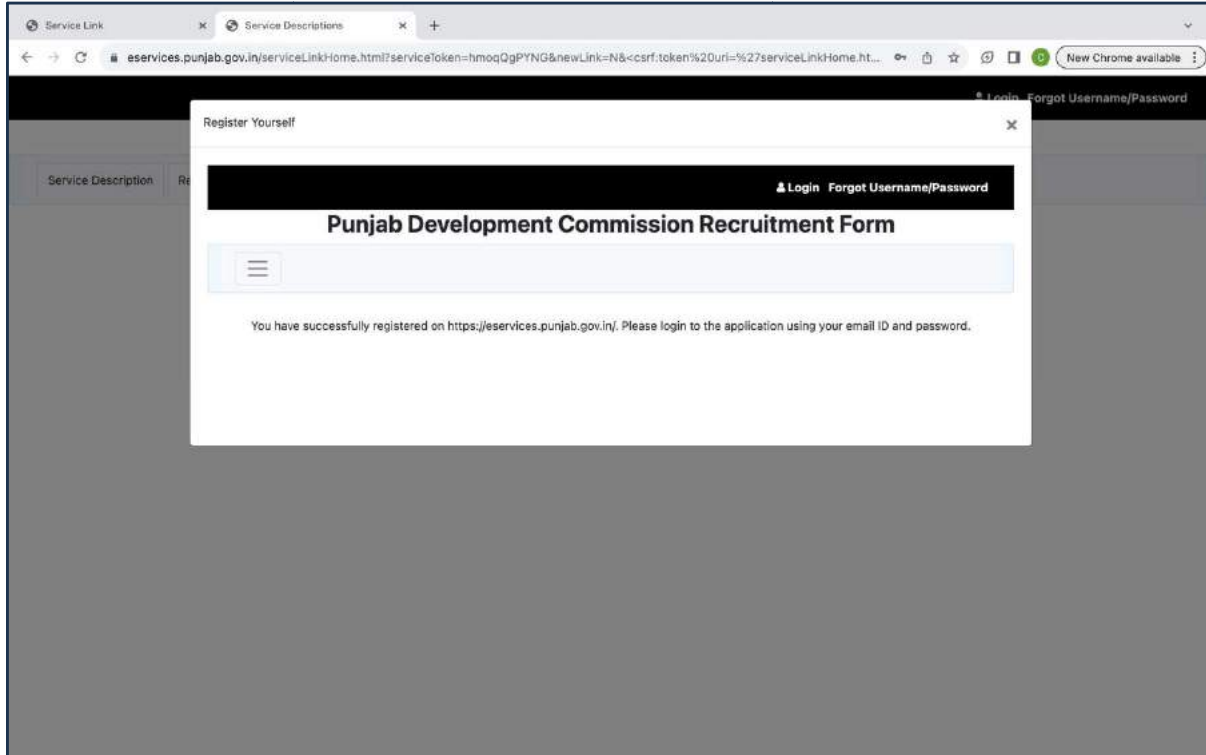 Service Link
Service Descriptions
eservices.punjab.gov.in/serviceLinkHome.html?serviceToken=hmoqQgPYNG&newLink=N&<csrf:token%20uri=%27serviceLinkHome.ht...
C
New Chrome available
Login Forgot Username/Password
Register Yourself
Service Description Re
Login Forgot Username/Password
Punjab Development Commission Recruitment Form
You have successfully registered on https://eservices.punjab.gov.in/. Please login to the application using your email ID and password.